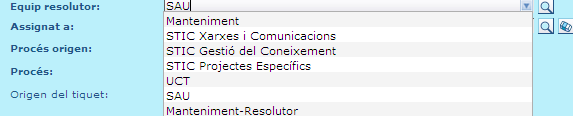 Equip resolutor: SAU
Assignat a: Manteniment
STIC Xarxes i Comunicacions
Procés origen: STIC Gestió del Coneixement
Procés: STIC Projectes Específics
UCT
Origen del tiquet: SAU
Manteniment-Resolutor